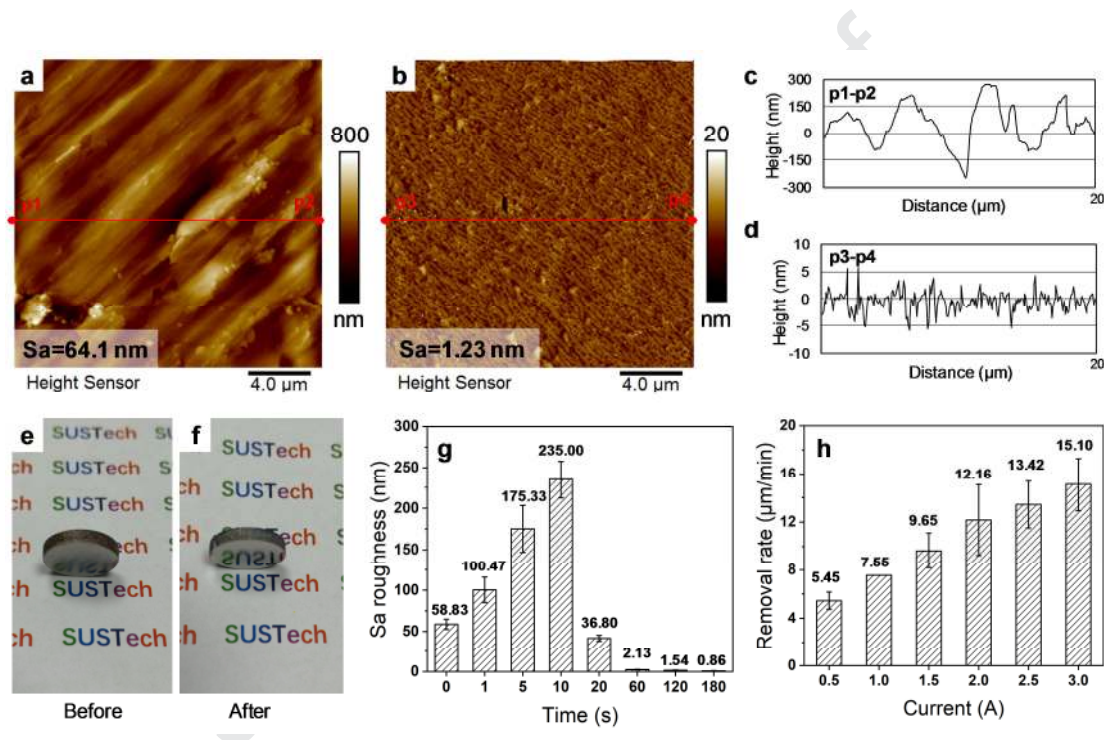 a
p1
p2
Sa=64.1 nm
Height Sensor
4.0 µm
800
nm
b
p3
p4
Sa=1.23 nm
Height Sensor
4.0 µm
20
nm
c
p1-p2
Height (nm)
300
150
0
-150
-300
Distance (µm)
20
d
p3-p4
Height (nm)
10
5
0
-5
-10
Distance (µm)
20
e
SUSTech
ch SUSTech
SUSTech
SUSTech
ch SUSTech
SUSTech
Before
f
SUSTech
SUSTech
ch SUSTech
SUSTech
ch SUSTech
SUSTech
After
g
Sa roughness (nm)
300
250
200
150
100
50
0
58.83
100.47
175.33
235.00
36.80
2.13
1.54
0.86
0 1 5 10 20 60 120 180
Time (s)
h
Removal rate (µm/min)
20
16
12
8
4
0
5.45
9.65
12.16
13.42
15.10
0.5 1.0 1.5 2.0 2.5 3.0
Current (A)